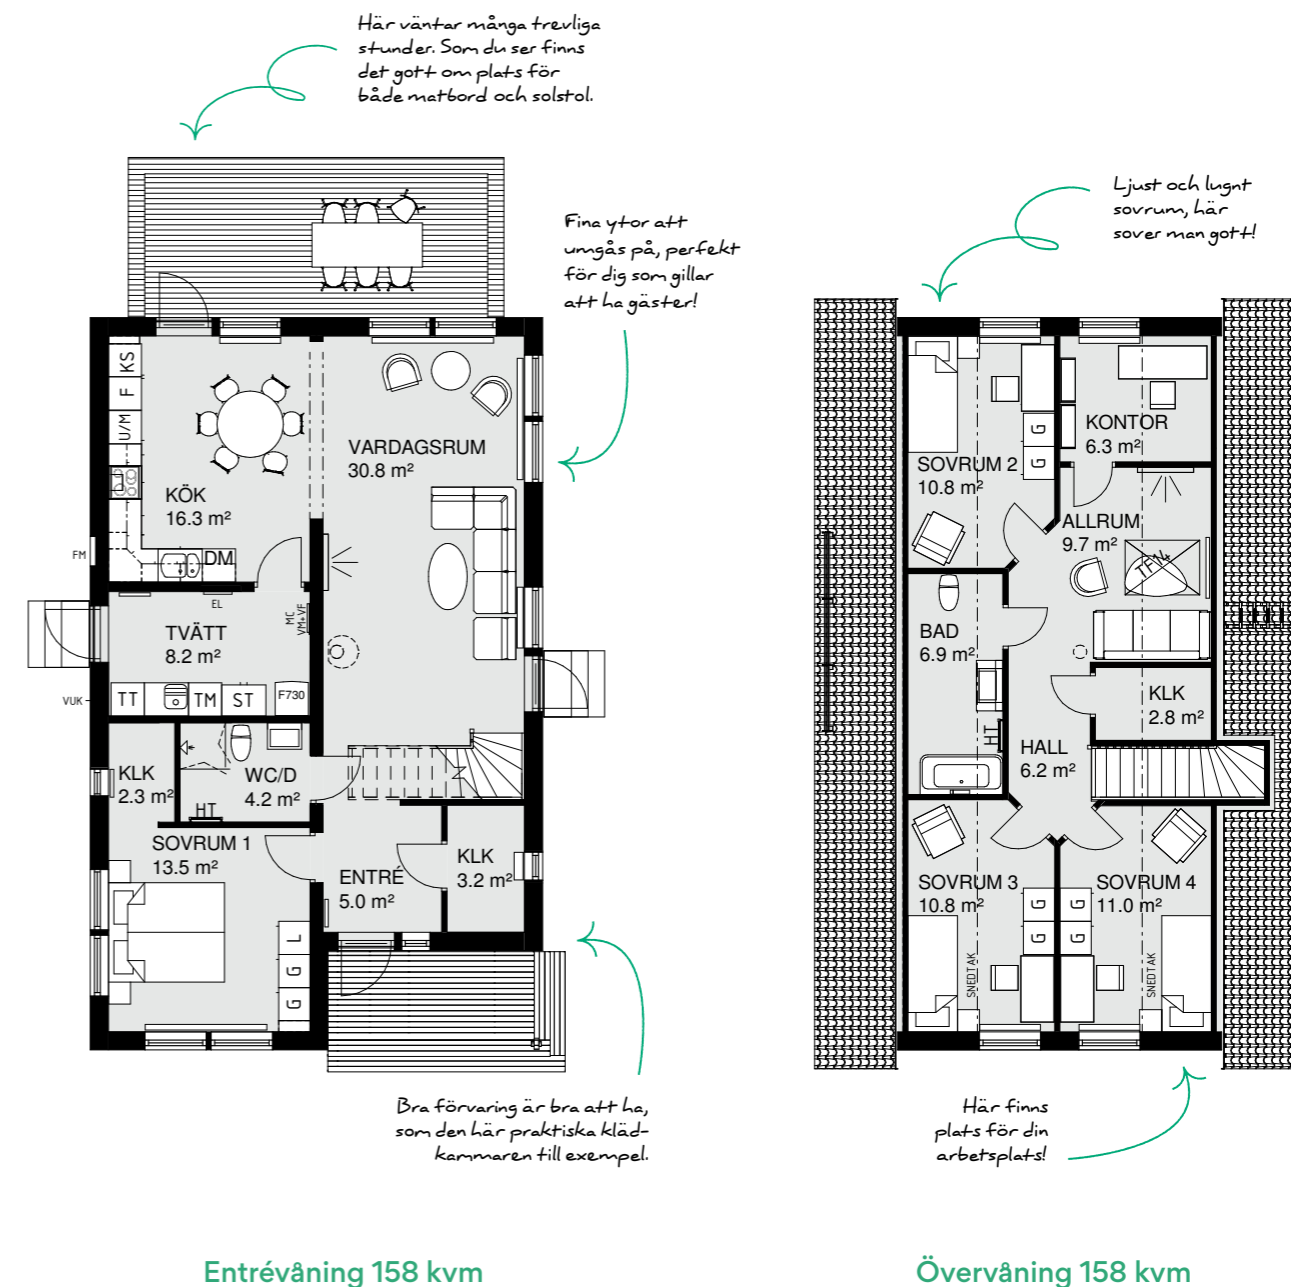 Här väntar många trevliga
stunder. Som du ser finns
det gott om plats för
både matbord och solstol.
Fina ytor att
umgås på, perfekt
för dig som gillar
att ha gäster!
KS
F
U/M
VARDAGSRUM
30.8 m²
KÖK
16.3 m²
DM
FM
EL
MC
VM+VF
TVÄTT
8.2 m²
VUK
TT
TM
ST
F730
KLK
2.3 m²
WC/D
4.2 m²
HT
SOVRUM 1
13.5 m²
ENTRÉ
5.0 m²
KLK
3.2 m²
L
G
G
Bra förvaring är bra att ha,
som den här praktiska kläd-
kammaren till exempel.
Entrévåning 158 kvm
Ljust och lugnt
sovrum, här
sover man gott!
KONTOR
6.3 m²
G
G
SOVRUM 2
10.8 m²
ALLRUM
9.7 m²
TFN4
BAD
6.9 m²
KLK
2.8 m²
HT
HALL
6.2 m²
SOVRUM 3
10.8 m²
SOVRUM 4
11.0 m²
G
G
G
G
SNEDTAK
SNEDTAK
Här finns
plats för din
arbetsplats!
Övervåning 158 kvm